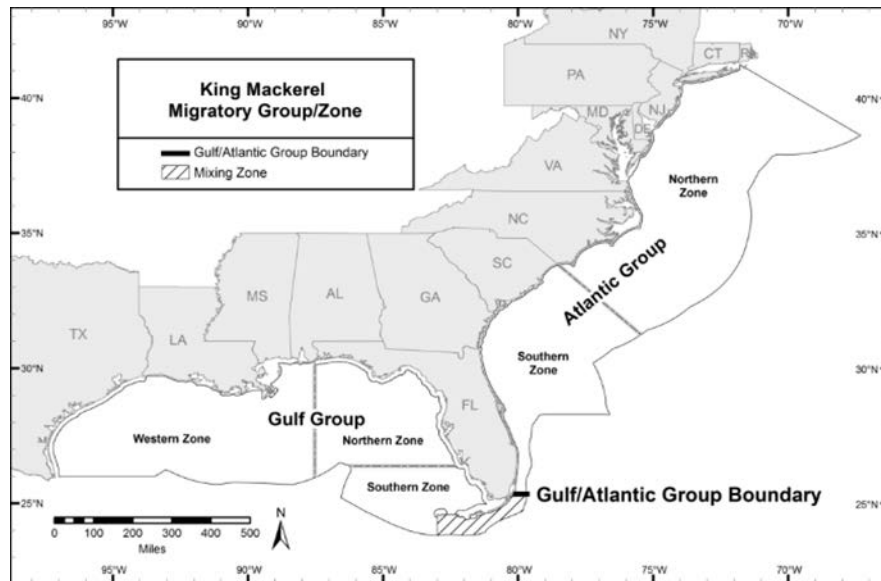 95°W 90°W 85°W 80°W 75°W 70°W
King Mackerel
Migratory Group/Zone
Gulf/Atlantic Group Boundary
Mixing Zone
NY
CT
RI
PA
40°N
40°N
NJ
MD
DE
VA
Northern
Zone
NC
35°N
35°N
SC
Atlantic Group
MS
AL
GA
TX
LA
30°N
30°N
Southern
Zone
FL
Gulf Group
Western Zone
Northern Zone
Southern Zone
Gulf/Atlantic Group Boundary
25°N
25°N
0 100 200 300 400 500
Miles
N
95°W 90°W 85°W 80°W 75°W 70°W